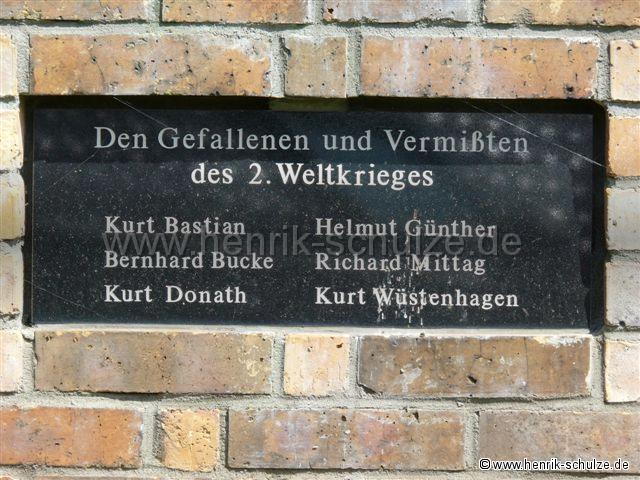 Den Gefallenen und Vermißten
des 2. Weltkrieges
Kurt Bastian
Bernhard Bucke
Kurt Donath
Helmut Günther
Richard Mittag
Kurt Wüstenhagen
www.henrik-schulze.de
©www.henrik-schulze.de